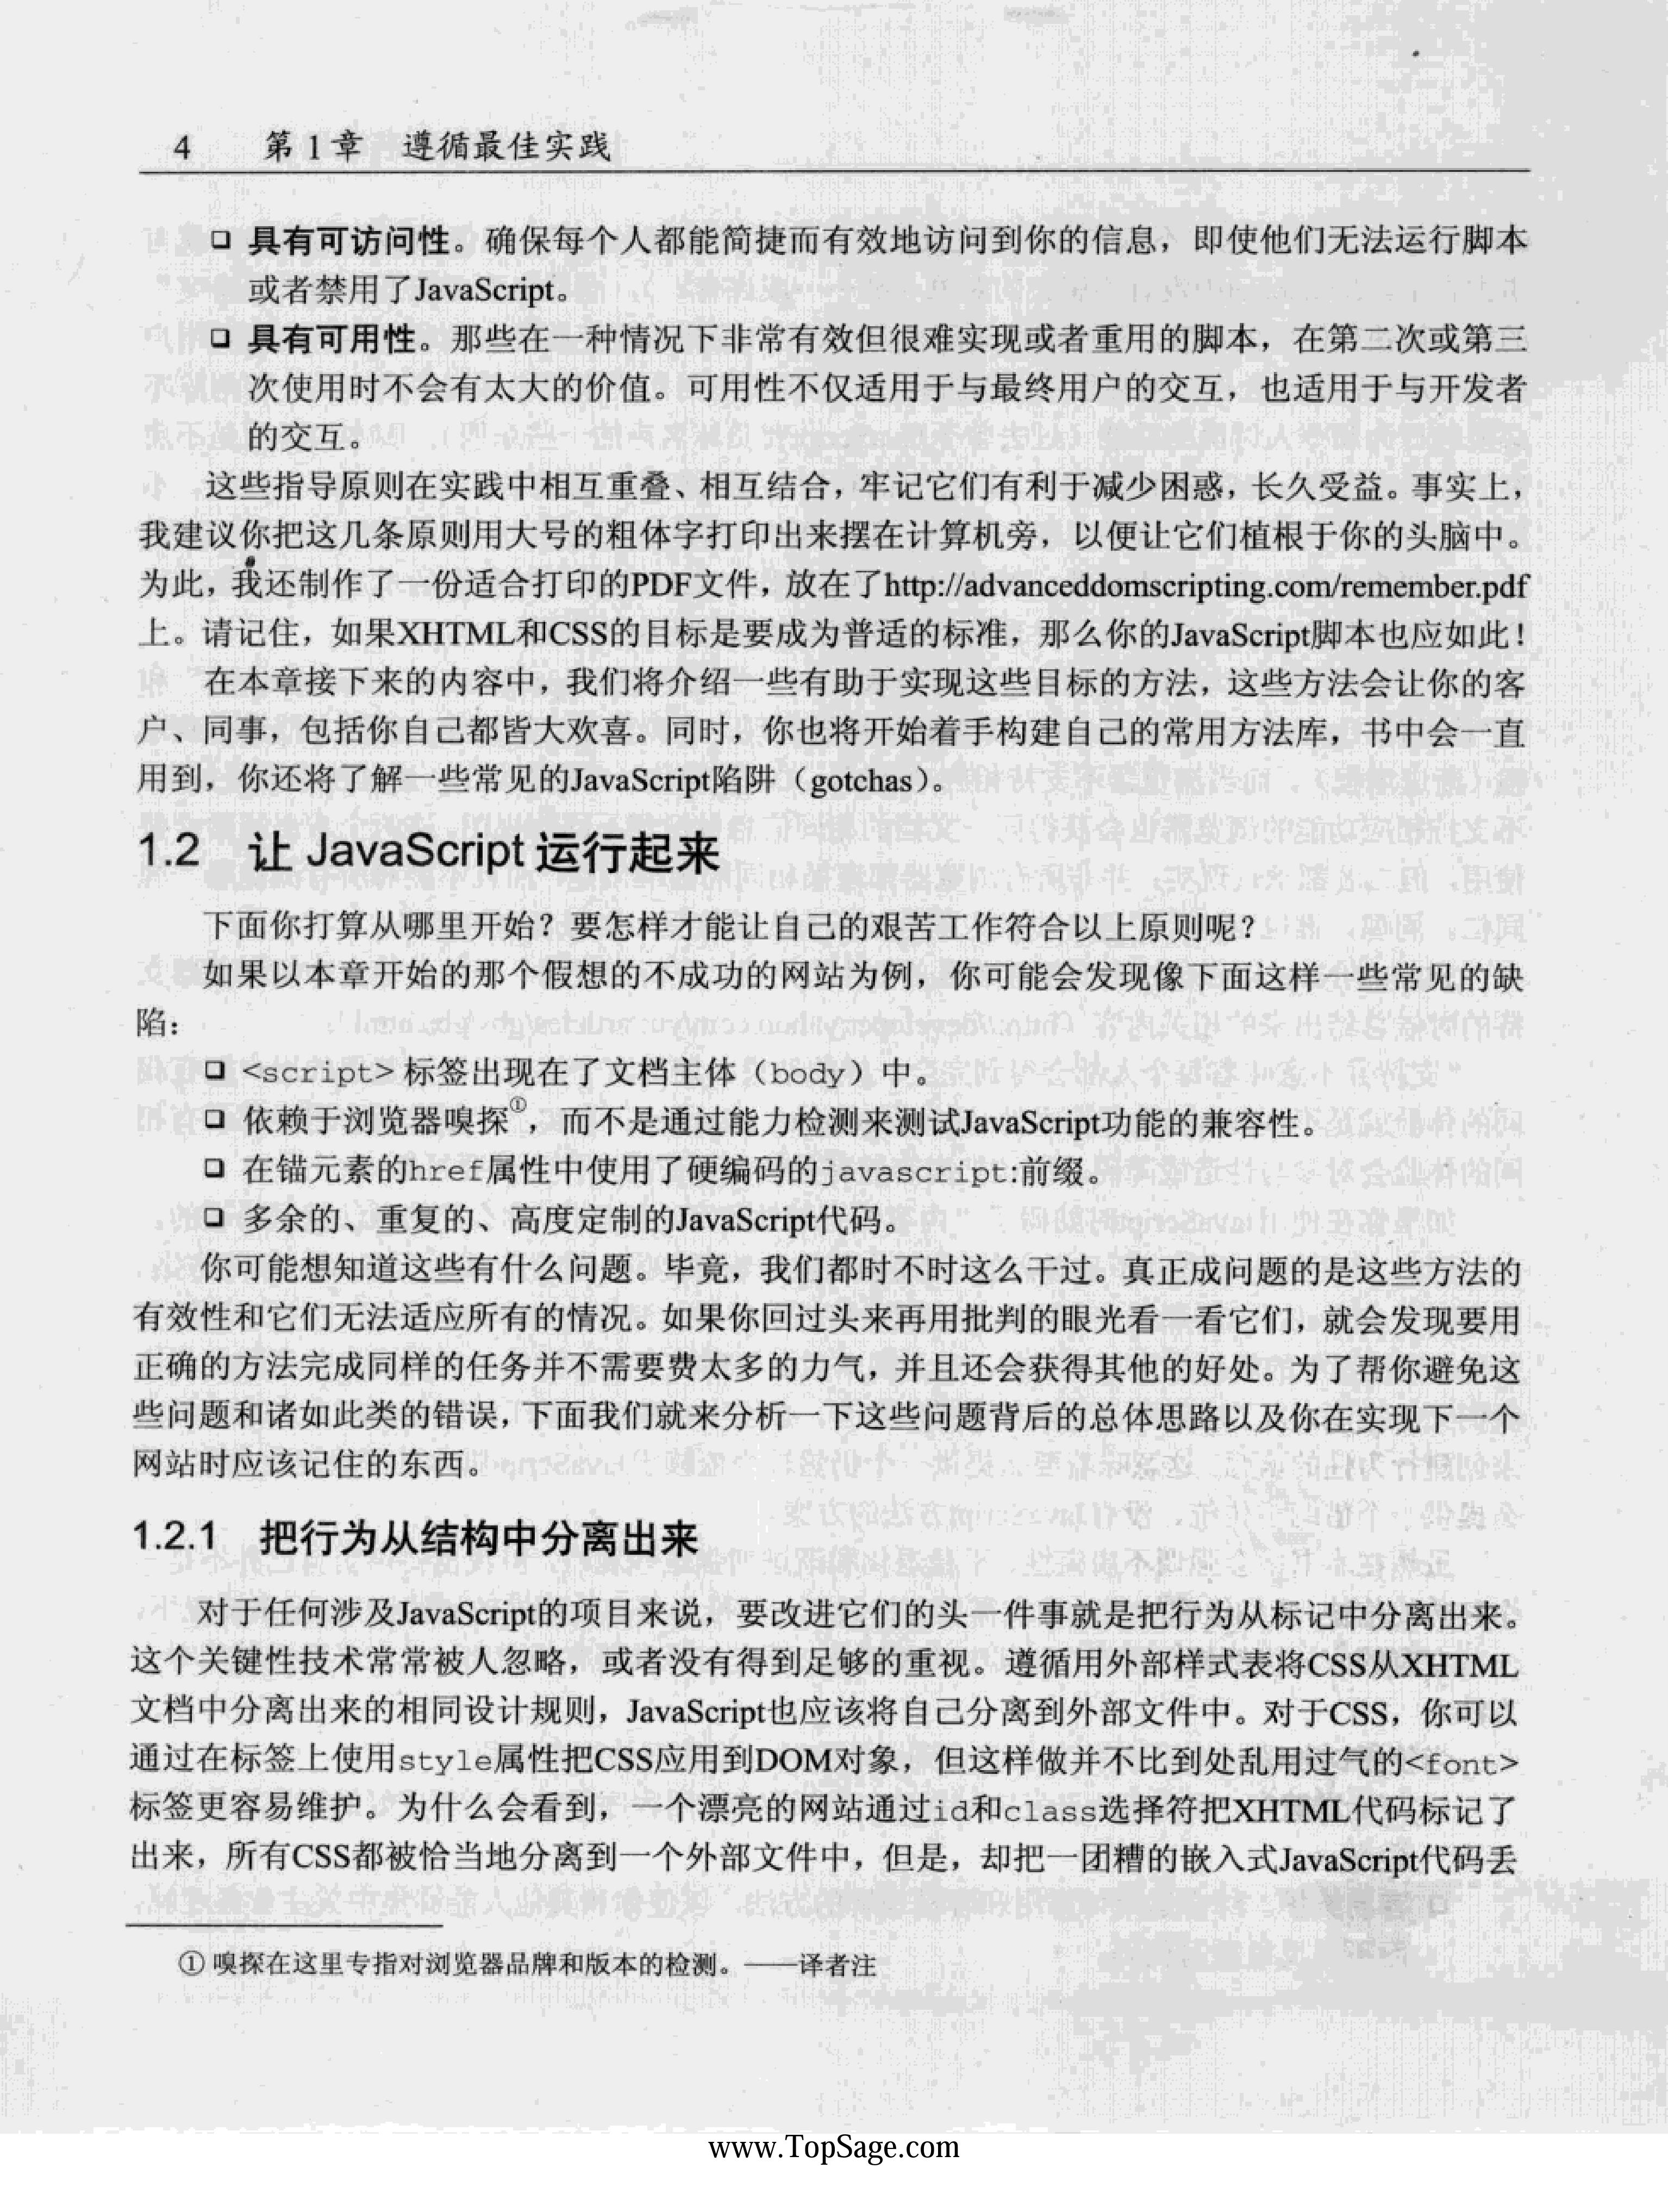 4 第1章 遵循最佳实践
❑ 具有可访问性。确保每个人都能简捷而有效地访问到你的信息，即使他们无法运行脚本
或者禁用了JavaScript。
❑ 具有可用性。那些在一种情况下非常有效但很难实现或者重用的脚本，在第二次或第三
次使用时不会有太大的价值。可用性不仅适用于与最终用户的交互，也适用于与开发者
的交互。
这些指导原则在实践中相互重叠、相互结合，牢记它们有利于减少困惑，长久受益。事实上，
我建议你把这几条原则用大号的粗体字打印出来摆在计算机旁，以便让它们植根于你的头脑中。
为此，我还制作了一份适合打印的PDF文件，放在了http://advanceddomscripting.com/remember.pdf
上。请记住，如果XHTML和CSS的目标是要成为普适的标准，那么你的JavaScript脚本也应如此！
在本章接下来的内容中，我们将介绍一些有助于实现这些目标的方法，这些方法会让你的客
户、同事，包括你自己都皆大欢喜。同时，你也将开始着手构建自己的常用方法库，书中会一直
用到，你还将了解一些常见的JavaScript陷阱（gotchas）。
1.2 让 JavaScript 运行起来
下面你打算从哪里开始？要怎样才能让自己的艰苦工作符合以上原则呢？
如果以本章开始的那个假想的不成功的网站为例，你可能会发现像下面这样一些常见的缺
陷：
❑ <script> 标签出现在了文档主体（body）中。
❑ 依赖于浏览器嗅探①，而不是通过能力检测来测试JavaScript功能的兼容性。
❑ 在锚元素的href属性中使用了硬编码的javascript:前缀。
❑ 多余的、重复的、高度定制的JavaScript代码。
你可能想知道这些有什么问题。毕竟，我们都时不时这么干过。真正成问题的是这些方法的
有效性和它们无法适应所有的情况。如果你回过头来再用批判的眼光看一看它们，就会发现要用
正确的方法完成同样的任务并不需要费太多的力气，并且还会获得其他的好处。为了帮你避免这
些问题和诸如此类的错误，下面我们就来分析一下这些问题背后的总体思路以及你在实现下一个
网站时应该记住的东西。
1.2.1 把行为从结构中分离出来
对于任何涉及JavaScript的项目来说，要改进它们的头一件事就是把行为从标记中分离出来。
这个关键性技术常常被人忽略，或者没有得到足够的重视。遵循用外部样式表将CSS从XHTML
文档中分离出来的相同设计规则，JavaScript也应该将自己分离到外部文件中。对于CSS，你可以
通过在标签上使用style属性把CSS应用到DOM对象，但这样做并不比到处乱用过气的<font>
标签更容易维护。为什么会看到，一个漂亮的网站通过id和class选择符把XHTML代码标记了
出来，所有CSS都被恰当地分离到一个外部文件中，但是，却把一团糟的嵌入式JavaScript代码丢
① 嗅探在这里专指对浏览器品牌和版本的检测。——译者注
www.TopSage.com